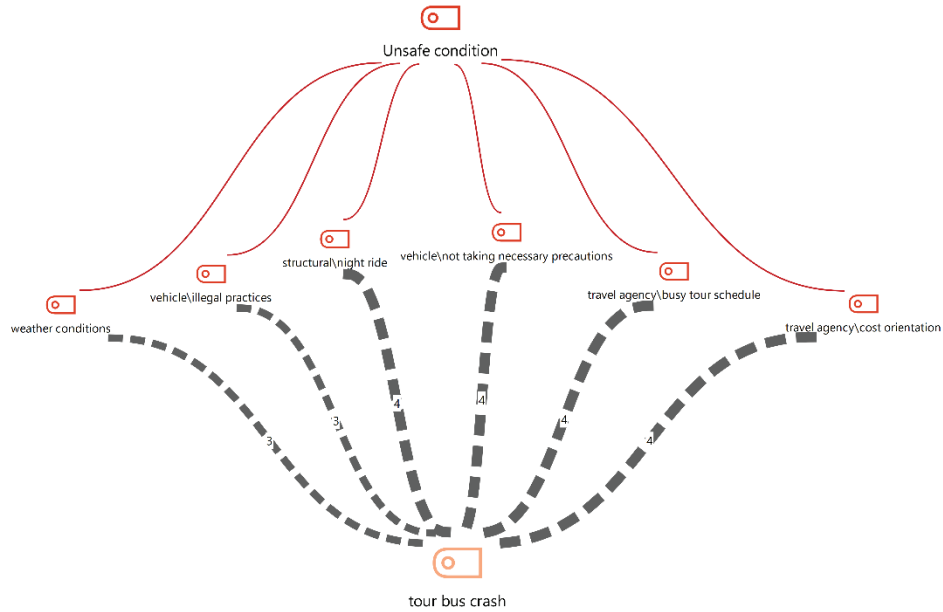 Unsafe condition
structural\night ride
vehicle\not taking necessary precautions
vehicle\illegal practices
travel agency\busy tour schedule
weather conditions
travel agency\cost orientation
4
4
3
4
3
4
tour bus crash